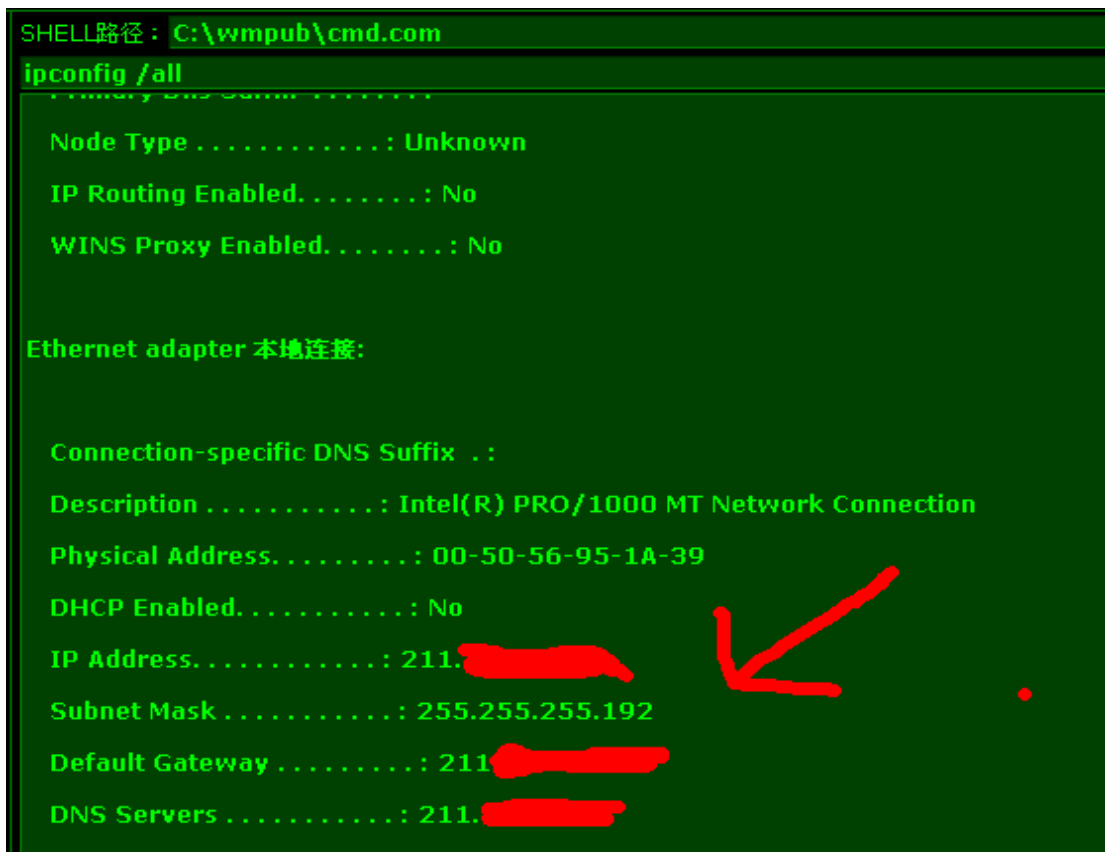 SHELL路径： C:\wmpub\cmd.com
ipconfig /all
Primary Dns Suffix . . . . . . . :
Node Type . . . . . . . . . . . . : Unknown
IP Routing Enabled. . . . . . . . : No
WINS Proxy Enabled. . . . . . . . : No
Ethernet adapter 本地连接:
Connection-specific DNS Suffix . :
Description . . . . . . . . . . . : Intel(R) PRO/1000 MT Network Connection
Physical Address. . . . . . . . . : 00-50-56-95-1A-39
DHCP Enabled. . . . . . . . . . . : No
IP Address. . . . . . . . . . . . : 211.
Subnet Mask . . . . . . . . . . . : 255.255.255.192
Default Gateway . . . . . . . . . : 211
DNS Servers . . . . . . . . . . . : 211.